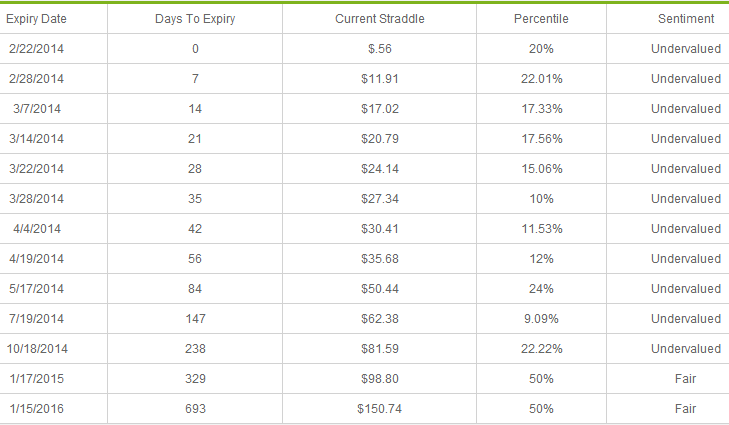 Expiry Date Days To Expiry Current Straddle Percentile Sentiment
2/22/2014 0 $.56 20% Undervalued
2/28/2014 7 $11.91 22.01% Undervalued
3/7/2014 14 $17.02 17.33% Undervalued
3/14/2014 21 $20.79 17.56% Undervalued
3/22/2014 28 $24.14 15.06% Undervalued
3/28/2014 35 $27.34 10% Undervalued
4/4/2014 42 $30.41 11.53% Undervalued
4/19/2014 56 $35.68 12% Undervalued
5/17/2014 84 $50.44 24% Undervalued
7/19/2014 147 $62.38 9.09% Undervalued
10/18/2014 238 $81.59 22.22% Undervalued
1/17/2015 329 $98.80 50% Fair
1/15/2016 693 $150.74 50% Fair